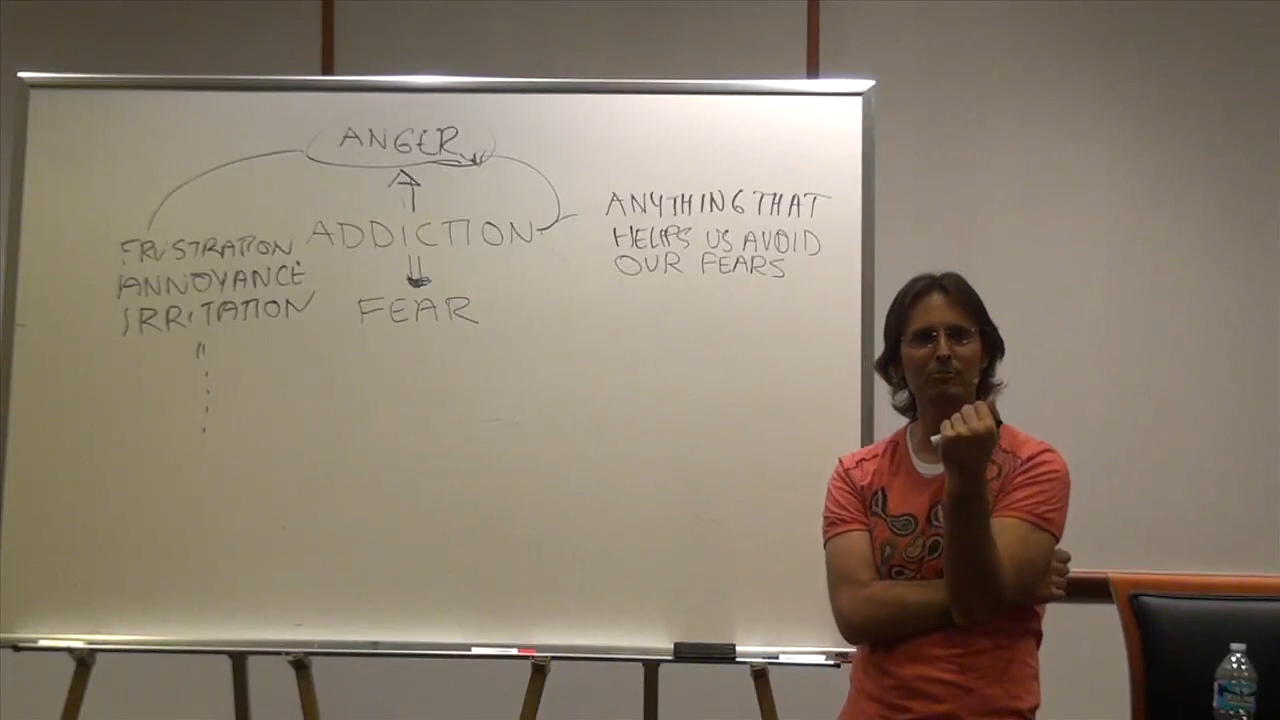 ANGER
ADDICTION
FEAR
FRUSTRATION
ANNOYANCE
IRRITATION
ANYTHING THAT
HELPS US AVOID
OUR FEARS